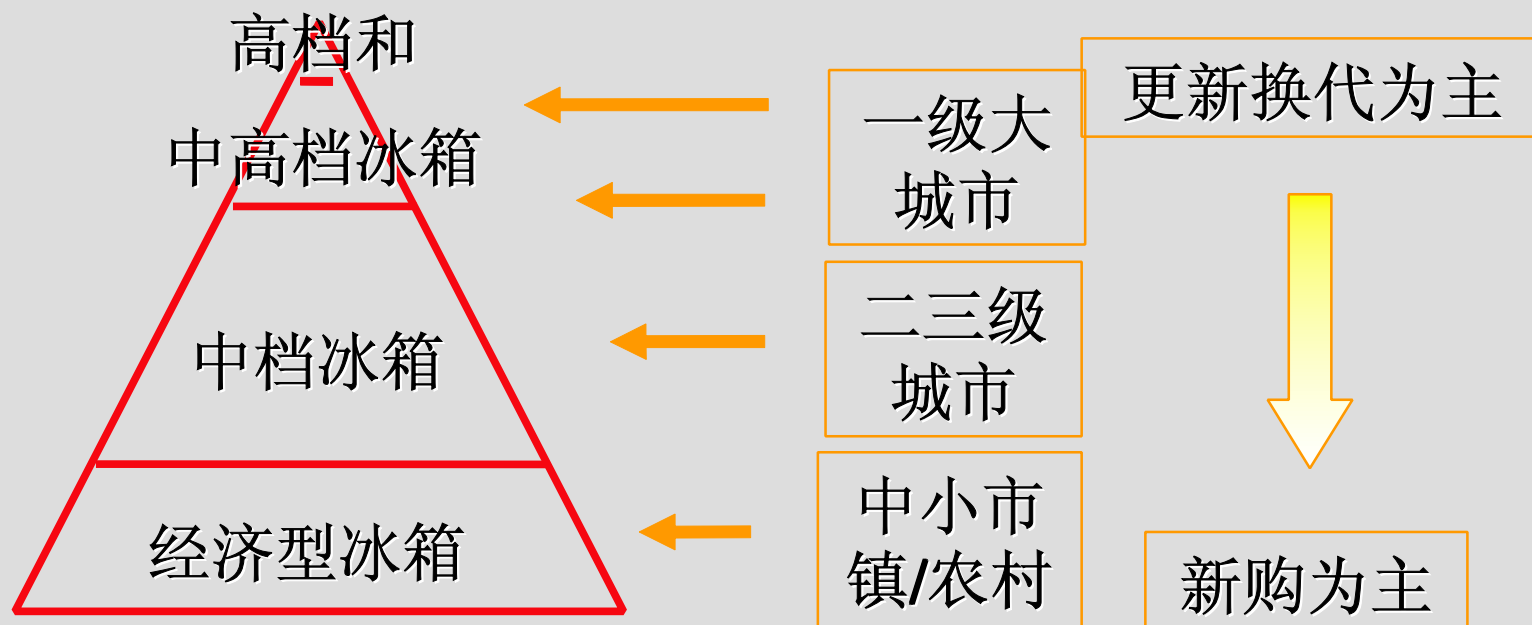 高档和
中高档冰箱
中档冰箱
经济型冰箱
一级大
城市
二三级
城市
中小市
镇/农村
更新换代为主
新购为主